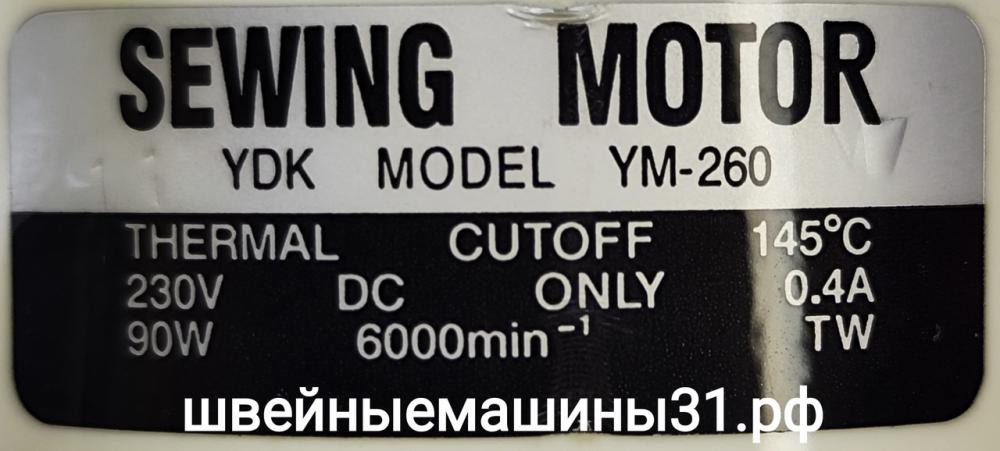 SEWING MOTOR
YDK MODEL YM-260
THERMAL CUTOFF 145°C
230V DC ONLY 0.4A
90W 6000min⁻¹ TW
швейныемашины31.рф